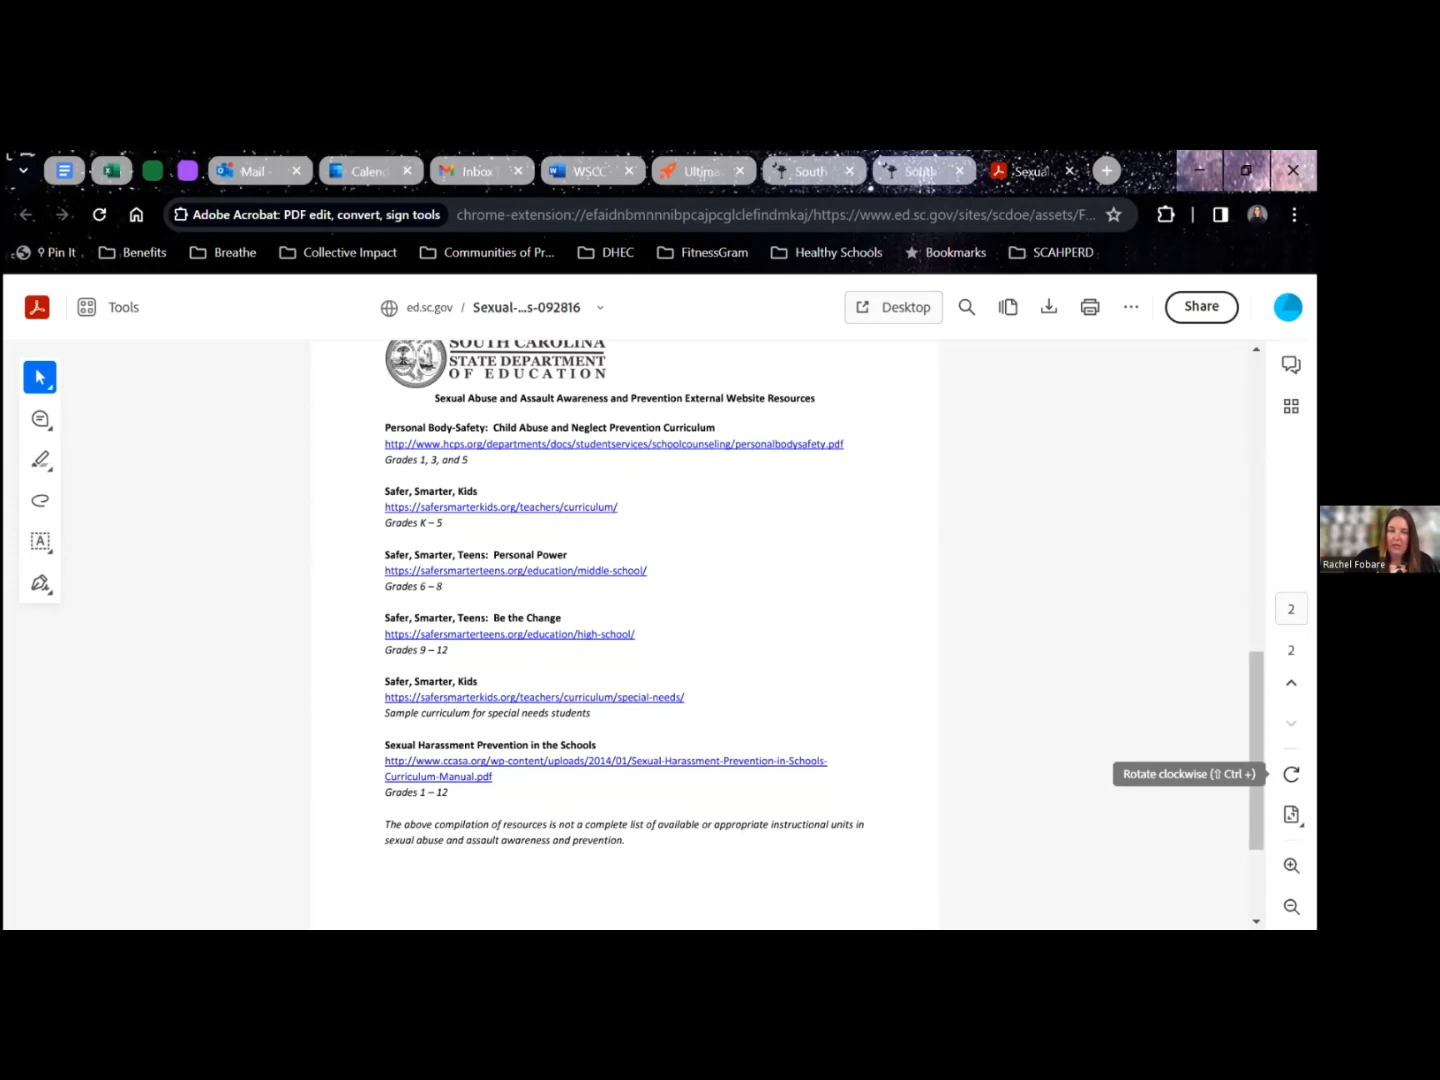 Mail
Calend
Inbox
WSCC
Ultima
South
South
Sexual
Adobe Acrobat: PDF edit, convert, sign tools
chrome-extension://efaidnbmnnnibpcajpcglclefindmkaj/https://www.ed.sc.gov/sites/scdoe/assets/F...
Pin It
Benefits
Breathe
Collective Impact
Communities of Pr...
DHEC
FitnessGram
Healthy Schools
Bookmarks
SCAHPERD
Tools
ed.sc.gov / Sexual-...s-092816
Desktop
Share
SOUTH CAROLINA
STATE DEPARTMENT
OF EDUCATION
Sexual Abuse and Assault Awareness and Prevention External Website Resources
Personal Body-Safety: Child Abuse and Neglect Prevention Curriculum
http://www.hcps.org/departments/docs/studentservices/schoolcounseling/personalbodysafety.pdf
Grades 1, 3, and 5
Safer, Smarter, Kids
https://safersmarterkids.org/teachers/curriculum/
Grades K – 5
Safer, Smarter, Teens: Personal Power
https://safersmarterteens.org/education/middle-school/
Grades 6 – 8
Safer, Smarter, Teens: Be the Change
https://safersmarterteens.org/education/high-school/
Grades 9 – 12
Safer, Smarter, Kids
https://safersmarterkids.org/teachers/curriculum/special-needs/
Sample curriculum for special needs students
Sexual Harassment Prevention in the Schools
http://www.ccasa.org/wp-content/uploads/2014/01/Sexual-Harassment-Prevention-in-Schools-
Curriculum-Manual.pdf
Grades 1 – 12
The above compilation of resources is not a complete list of available or appropriate instructional units in
sexual abuse and assault awareness and prevention.
Rachel Fobare
2
2
Rotate clockwise (⇧ Ctrl +)